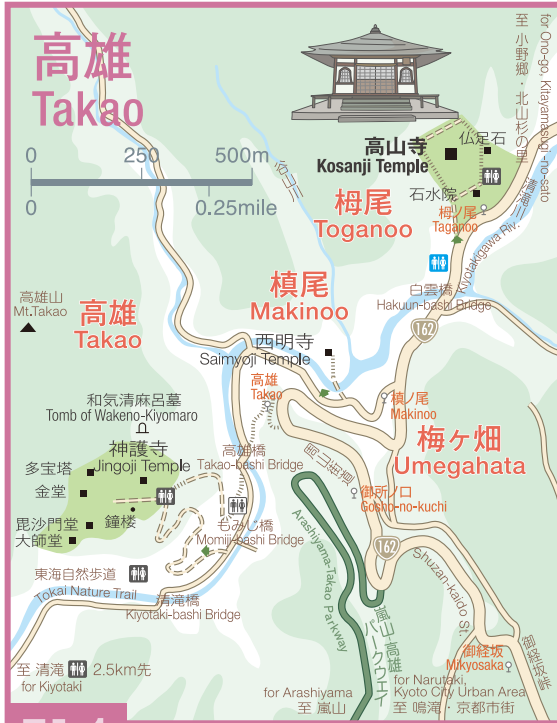 高雄
Takao
0 250 500m
0 0.25mile
至 小野郷・北山杉の里
for Ono-go, Kitayamasugi-no-sato
高山寺
Kosanji Temple
仏足石
石水院
栂ノ尾
Taganoo
清滝川
Kiyotakigawa Riv.
栂尾
Toganoo
白雲橋
Hakuun-bashi Bridge
162
槙尾
Makinoo
西明寺
Saimyoji Temple
高雄山
Mt.Takao
高雄
Takao
高雄
Takao
槙ノ尾
Makinoo
梅ヶ畑
Umegahata
和気清麻呂墓
Tomb of Wakeno-Kiyomaro
神護寺
Jingoji Temple
多宝塔
金堂
毘沙門堂
大師堂
鐘楼
高雄橋
Takao-bashi Bridge
もみじ橋
Momiji-bashi Bridge
周山街道
御所ノ口
Gosho-no-kuchi
162
Shuzan-kaido St.
Arashiyama-Takao Parkway
嵐山 高雄
パークウェイ
東海自然歩道
Tokai Nature Trail
清滝橋
Kiyotaki-bashi Bridge
御経坂
Mikyosaka
御経坂峠
至 清滝 2.5km先
for Kiyotaki
for Arashiyama
至 嵐山
for Narutaki,
Kyoto City Urban Area
至 鳴滝・京都市街